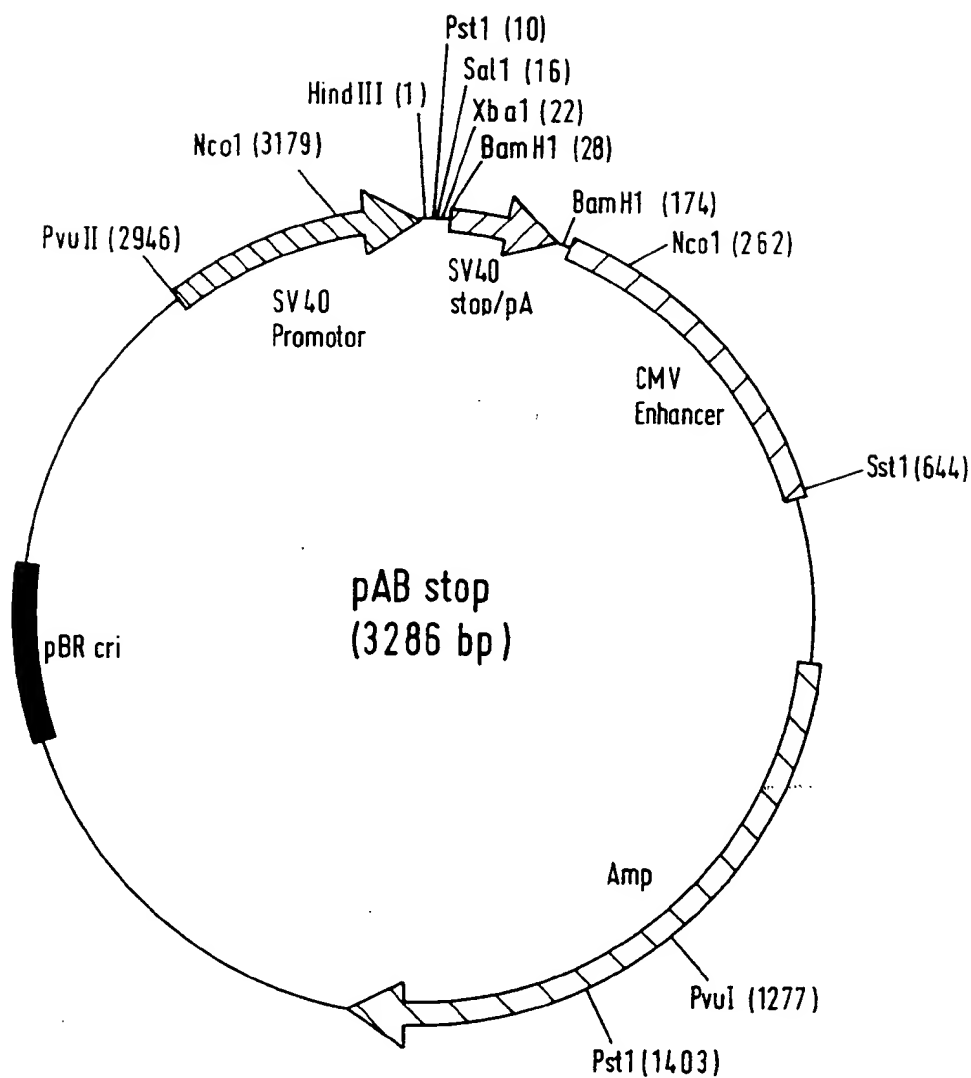 Pst1 (10)
Sal1 (16)
HindIII (1)
Xba1 (22)
Nco1 (3179)
BamH1 (28)
BamH1 (174)
PvuII (2946)
Nco1 (262)
SV40
Promotor
SV40
stop/pA
CMV
Enhancer
Sst1 (644)
pAB stop
(3286 bp)
pBR cri
Amp
PvuI (1277)
Pst1 (1403)